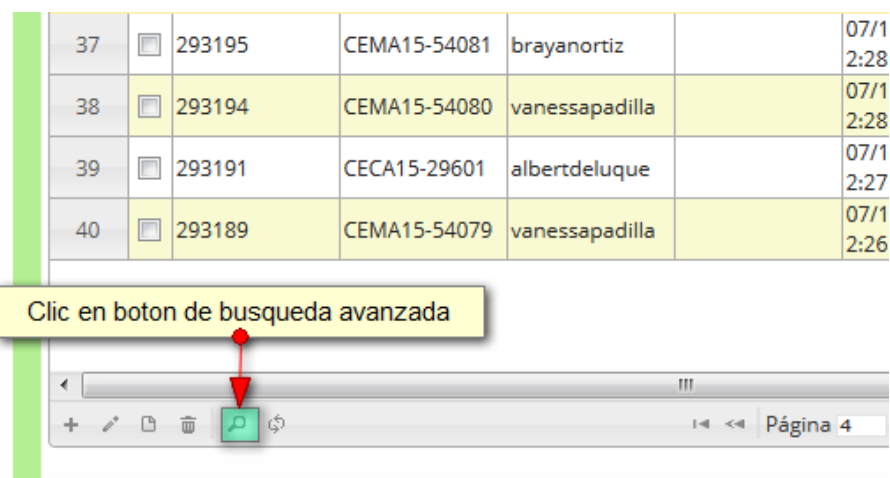 07/1
37 293195 CEMA15-54081 brayanortiz
2:28
07/1
38 293194 CEMA15-54080 vanessapadilla
2:28
07/1
39 293191 CECA15-29601 albertdeluque
2:27
07/1
40 293189 CEMA15-54079 vanessapadilla
2:26
Clic en boton de busqueda avanzada
Página 4